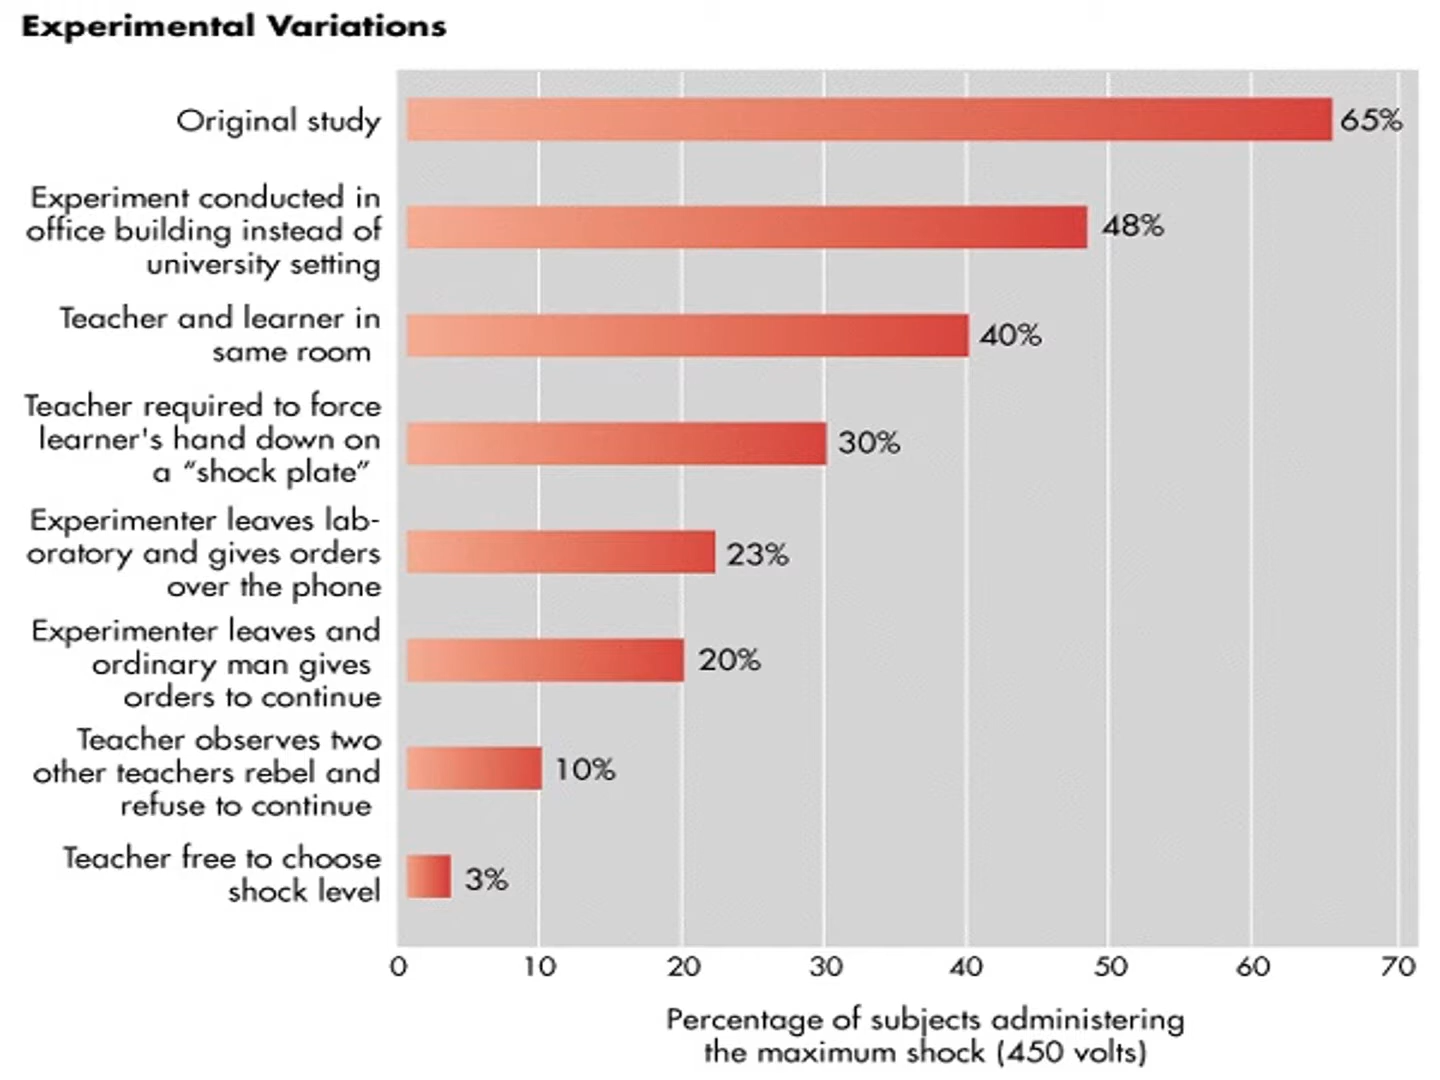 Experimental Variations
Original study
65%
Experiment conducted in
office building instead of
university setting
48%
Teacher and learner in
same room
40%
Teacher required to force
learner's hand down on
a “shock plate”
30%
Experimenter leaves lab-
oratory and gives orders
over the phone
23%
Experimenter leaves and
ordinary man gives
orders to continue
20%
Teacher observes two
other teachers rebel and
refuse to continue
10%
Teacher free to choose
shock level
3%
0 10 20 30 40 50 60 70
Percentage of subjects administering
the maximum shock (450 volts)